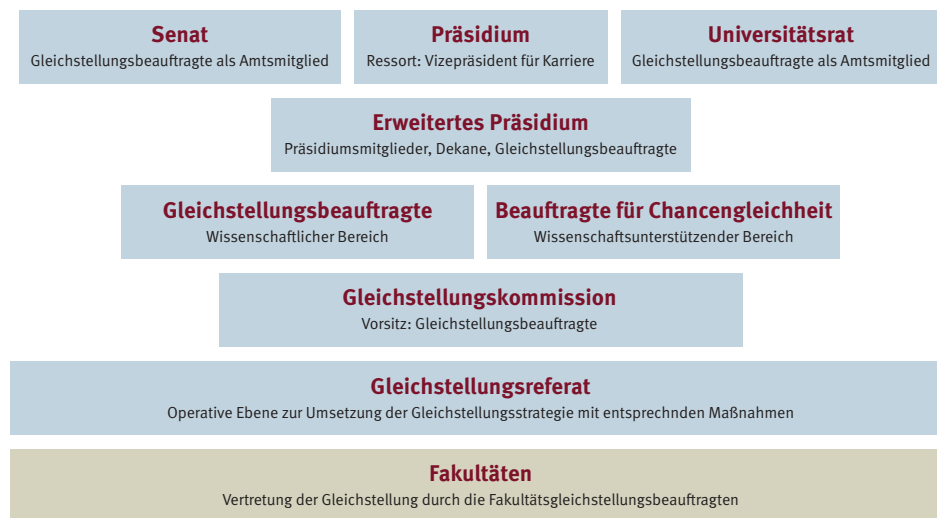 Senat
Gleichstellungsbeauftragte als Amtsmitglied
Präsidium
Ressort: Vizepräsident für Karriere
Universitätsrat
Gleichstellungsbeauftragte als Amtsmitglied
Erweitertes Präsidium
Präsidiumsmitglieder, Dekane, Gleichstellungsbeauftragte
Gleichstellungsbeauftragte
Wissenschaftlicher Bereich
Beauftragte für Chancengleichheit
Wissenschaftsunterstützender Bereich
Gleichstellungskommission
Vorsitz: Gleichstellungsbeauftragte
Gleichstellungsreferat
Operative Ebene zur Umsetzung der Gleichstellungsstrategie mit entsprechnden Maßnahmen
Fakultäten
Vertretung der Gleichstellung durch die Fakultätsgleichstellungsbeauftragten